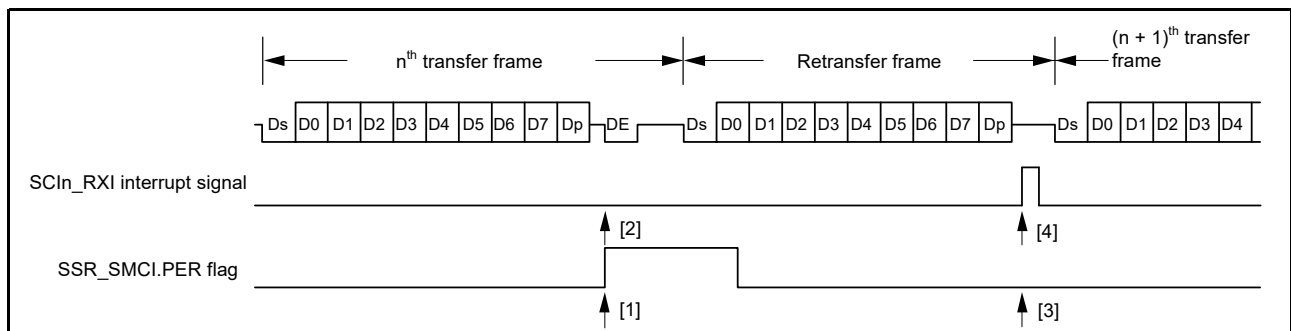 nth transfer frame
Retransfer frame
(n + 1)th transfer
frame
Ds D0 D1 D2 D3 D4 D5 D6 D7 Dp DE Ds D0 D1 D2 D3 D4 D5 D6 D7 Dp Ds D0 D1 D2 D3 D4
SCIn_RXI interrupt signal
[2]
[4]
SSR_SMCI.PER flag
[1]
[3]